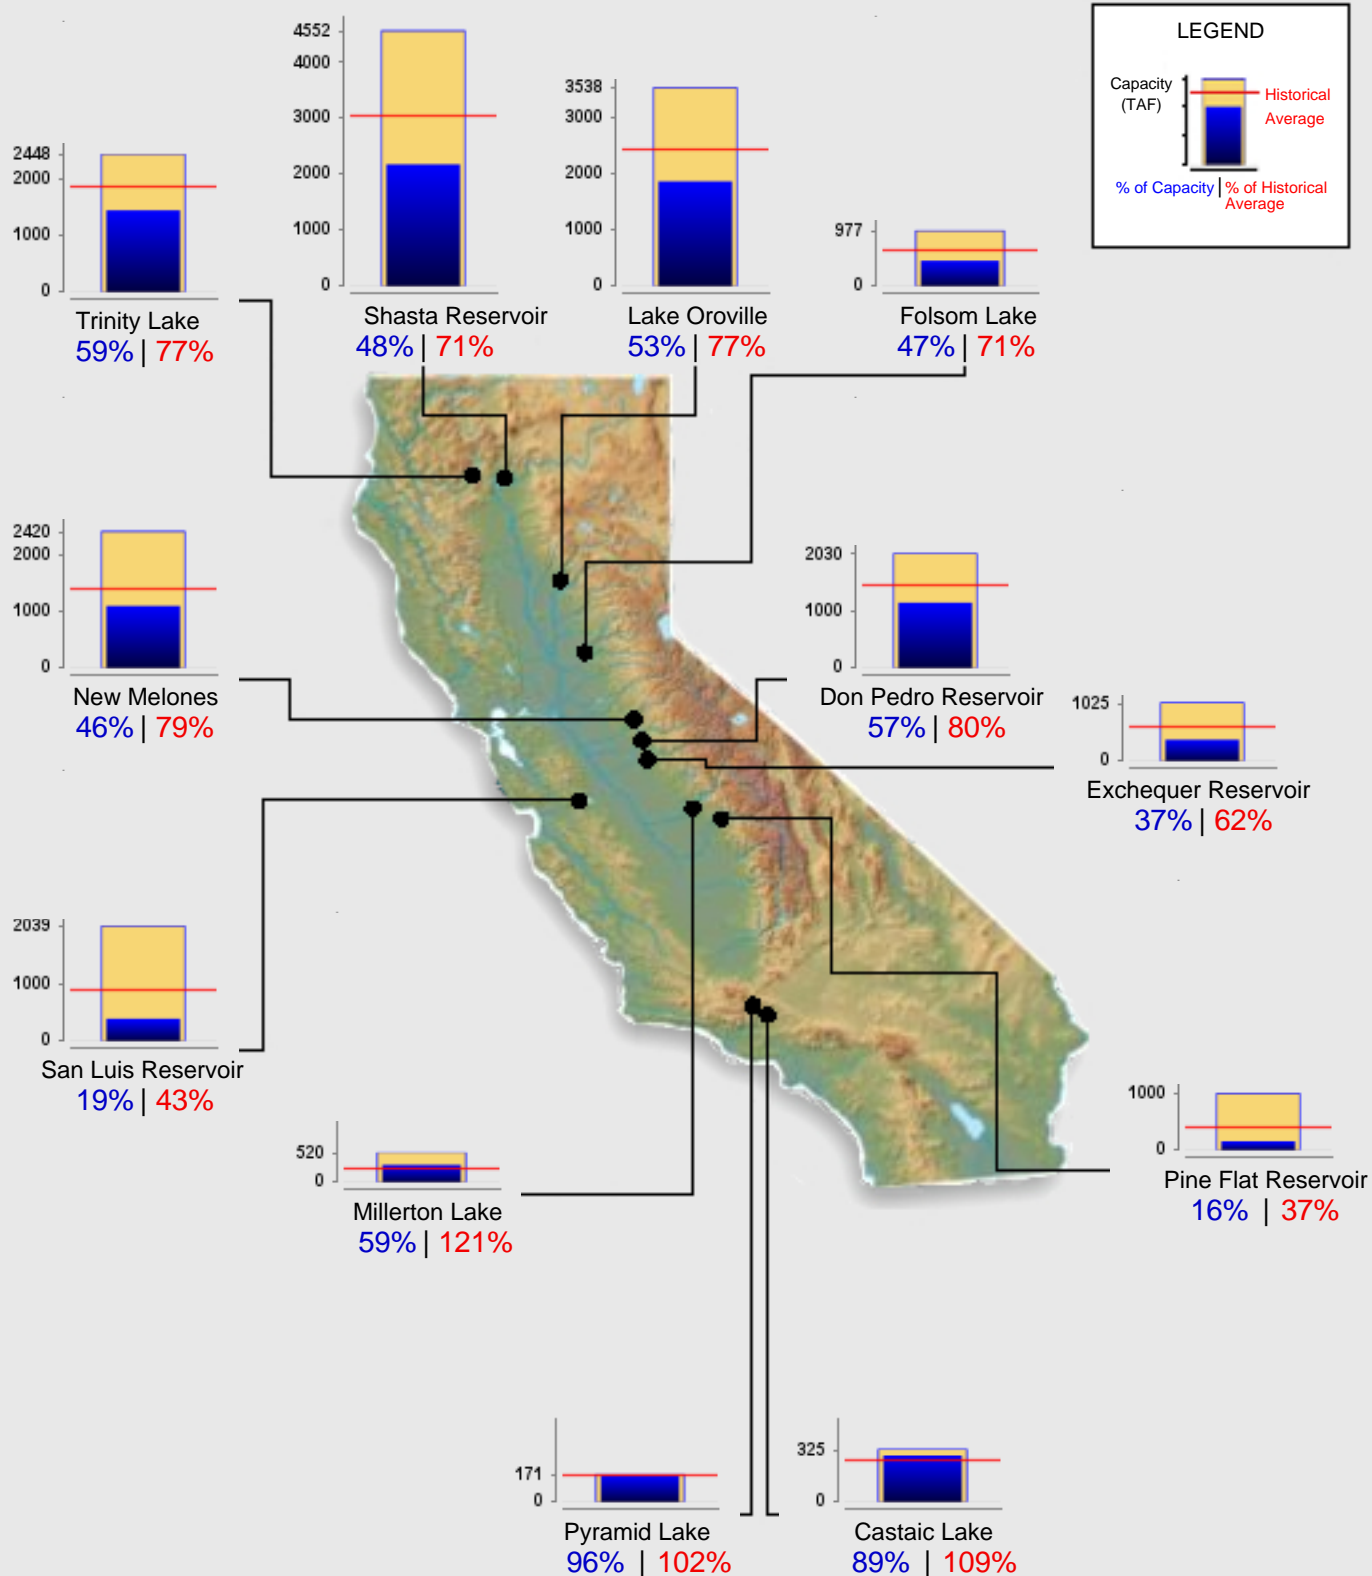 LEGEND
Capacity
(TAF)
Historical
Average
% of Capacity | % of Historical
Average
4552
4000
3000
2000
1000
0
Shasta Reservoir
48% | 71%
3538
3000
2000
1000
0
Lake Oroville
53% | 77%
2448
2000
1000
0
Trinity Lake
59% | 77%
977
0
Folsom Lake
47% | 71%
2420
2000
1000
0
New Melones
46% | 79%
2030
1000
0
Don Pedro Reservoir
57% | 80%
1025
0
Exchequer Reservoir
37% | 62%
2039
1000
0
San Luis Reservoir
19% | 43%
520
0
Millerton Lake
59% | 121%
1000
0
Pine Flat Reservoir
16% | 37%
171
0
Pyramid Lake
96% | 102%
325
0
Castaic Lake
89% | 109%